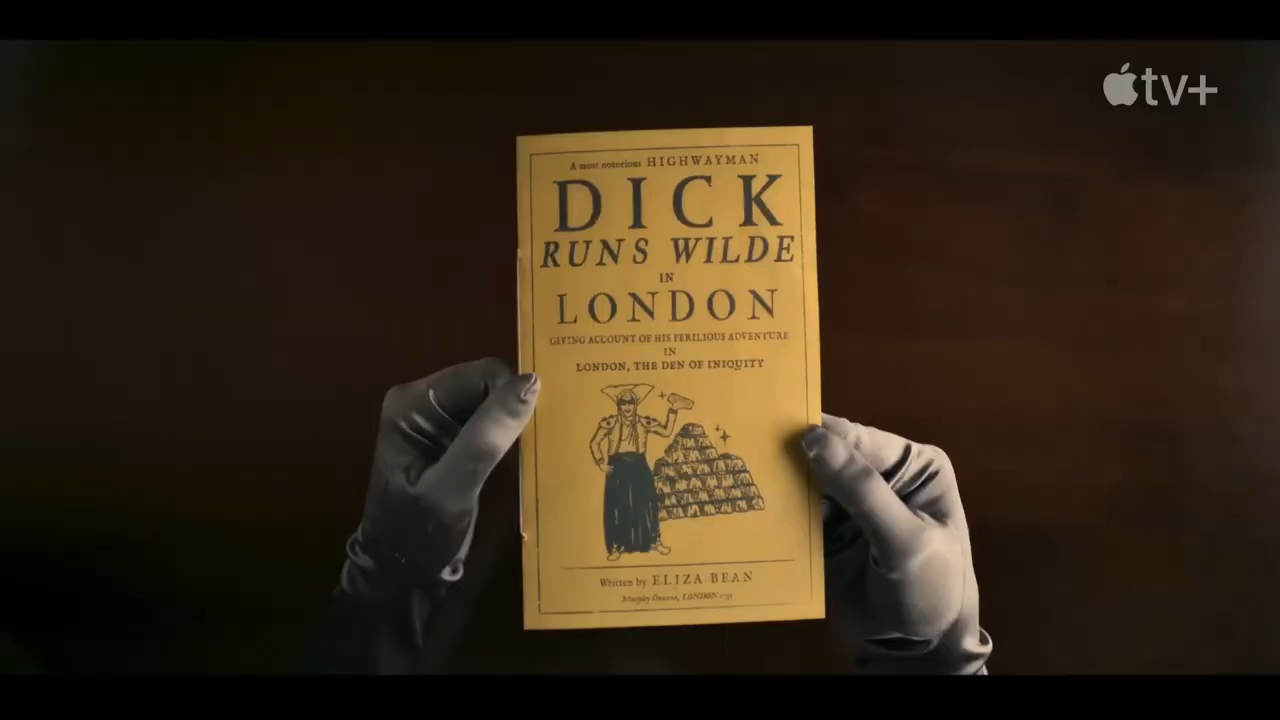 tv+
A most notorious HIGHWAYMAN
DICK
RUNS WILDE
IN
LONDON
GIVING ACCOUNT OF HIS PERILIOUS ADVENTURE
IN
LONDON, THE DEN OF INIQUITY
Written by ELIZA BEAN
LONDON